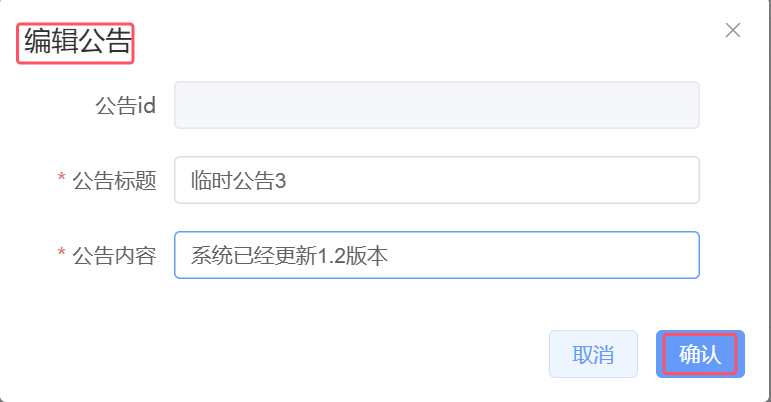 编辑公告
公告id
* 公告标题 临时公告3
* 公告内容 系统已经更新1.2版本
取消 确认